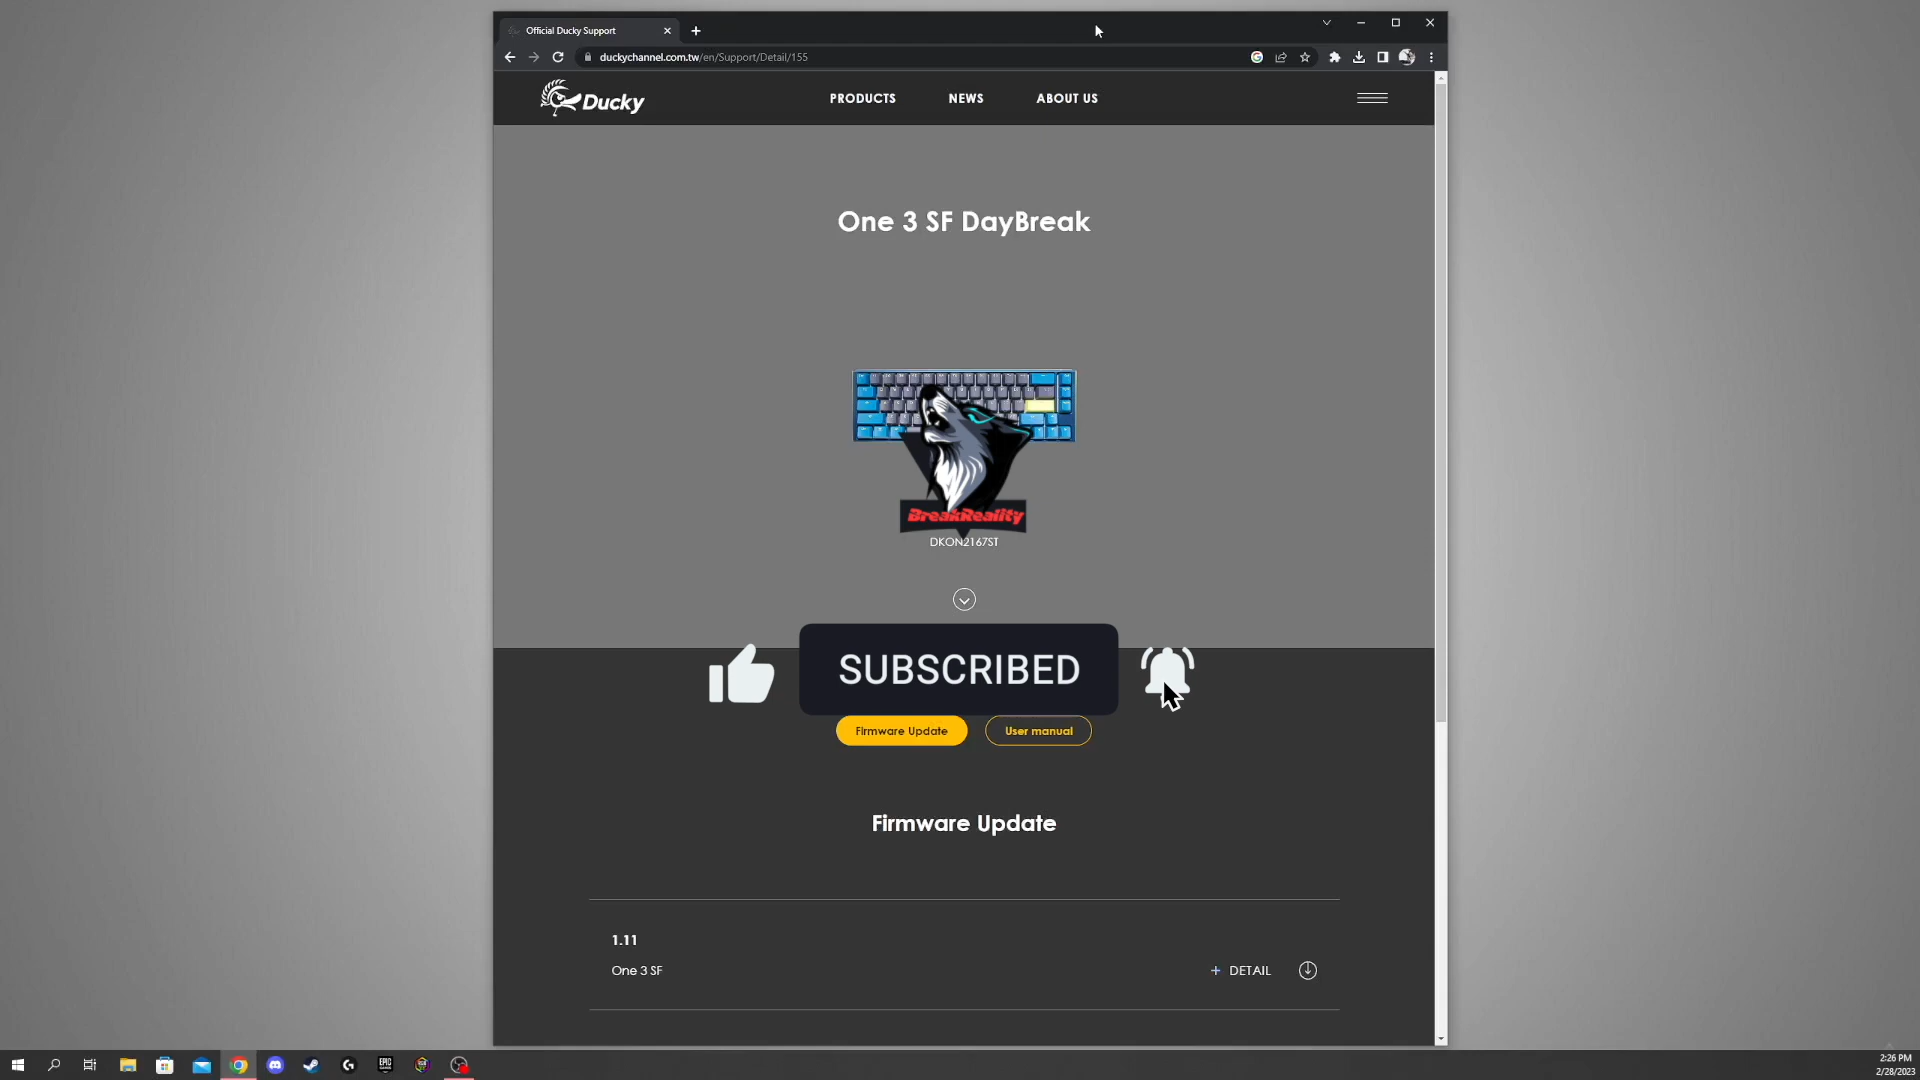 Official Ducky Support
duckychannel.com.tw/en/Support/Detail/155
Ducky
PRODUCTS
NEWS
ABOUT US
One 3 SF DayBreak
BreakReality
DKON2167ST
SUBSCRIBED
Firmware Update
User manual
Firmware Update
1.11
One 3 SF
+ DETAIL
EPIC
GAMES
2:26 PM
2/28/2023